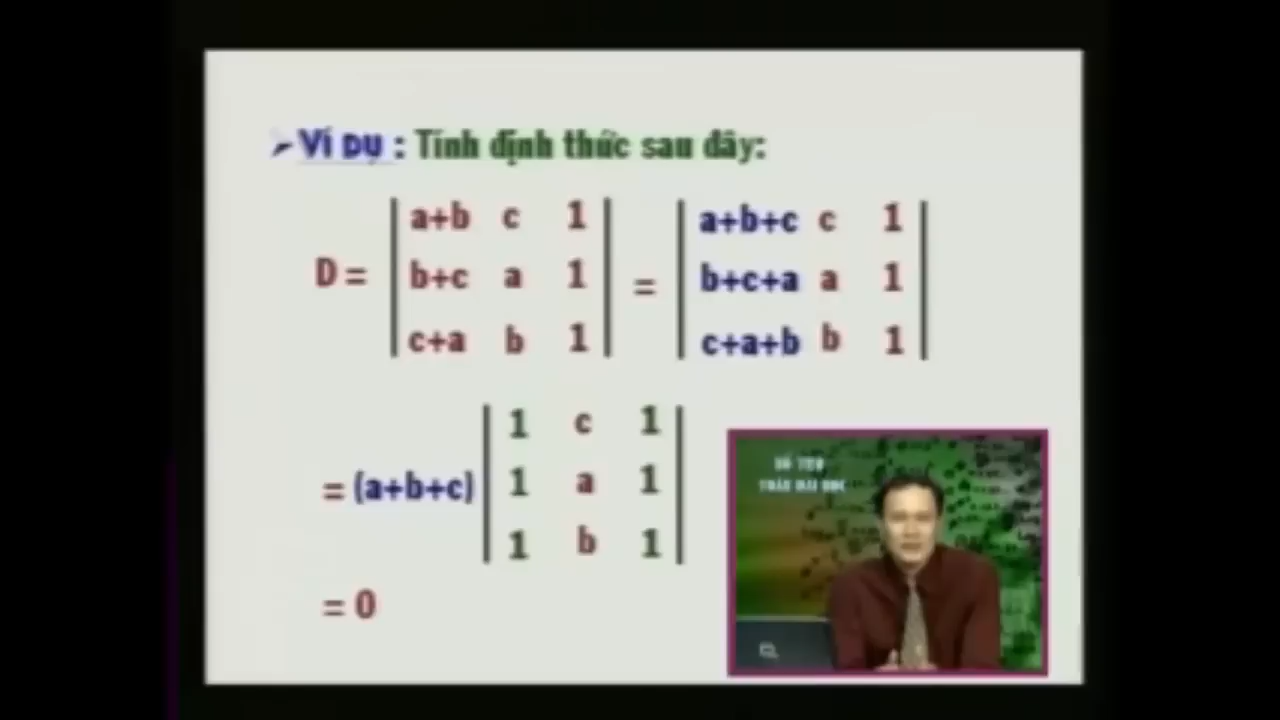 ➢Ví Dụ : Tính định thức sau đây:
D = | a+b c 1 | = | a+b+c c 1 |
| b+c a 1 | | b+c+a a 1 |
| c+a b 1 | | c+a+b b 1 |
= (a+b+c) | 1 c 1 |
| 1 a 1 |
| 1 b 1 |
= 0